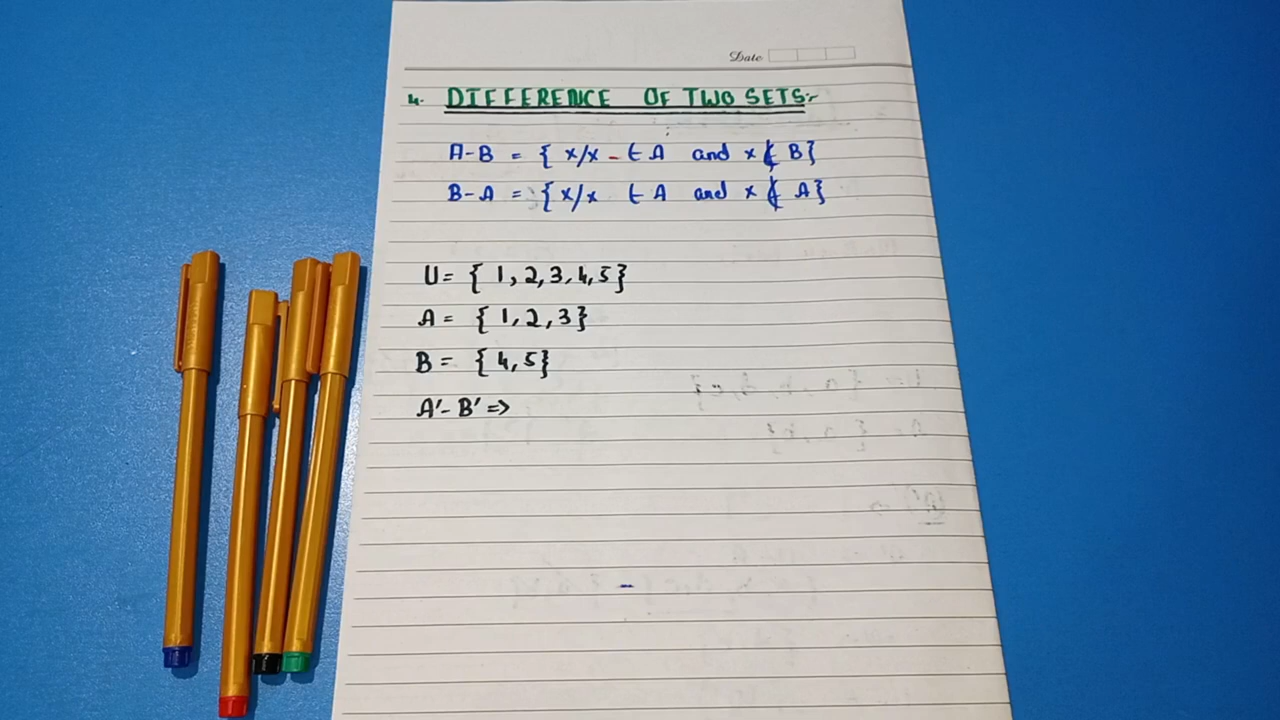 Date
4. DIFFERENCE OF TWO SETS:-
A-B = { x/x - ∈ A and x ∉ B}
B-A = {x/x ∈ A and x ∉ A}
U= { 1, 2, 3, 4, 5}
A = { 1, 2, 3}
B = { 4, 5}
A'- B' =>